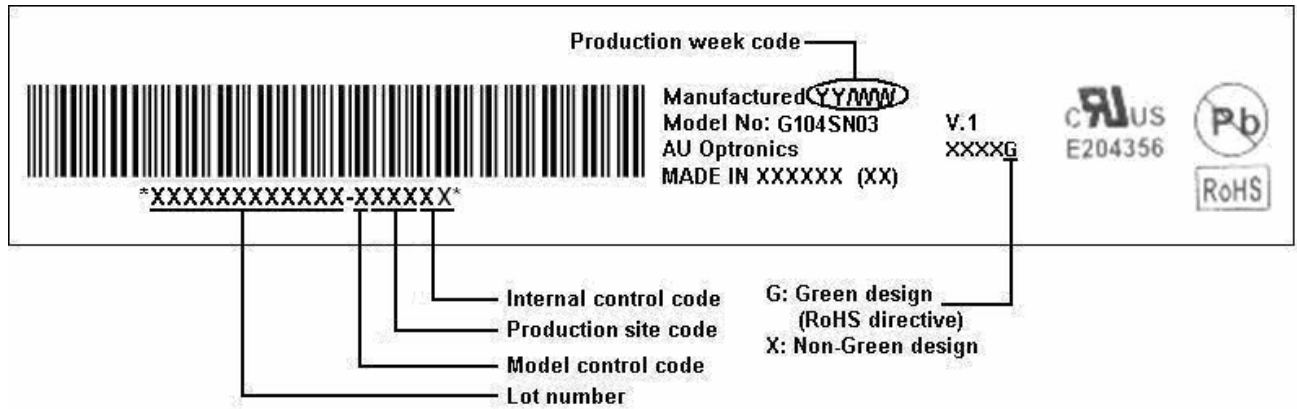 Production week code
Manufactured YY/WW
Model No: G104SN03 V.1
AU Optronics XXXXG
MADE IN XXXXXX (XX)
c RU US
E204356
Pb
RoHS
*XXXXXXXXXXXX-XXXXXX*
Internal control code
Production site code
Model control code
Lot number
G: Green design
(RoHS directive)
X: Non-Green design